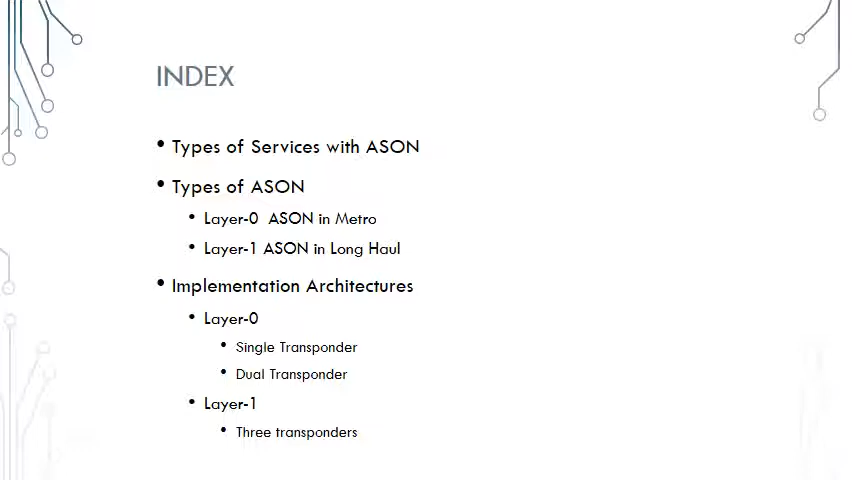 INDEX
• Types of Services with ASON
• Types of ASON
• Layer-0 ASON in Metro
• Layer-1 ASON in Long Haul
• Implementation Architectures
• Layer-0
• Single Transponder
• Dual Transponder
• Layer-1
• Three transponders